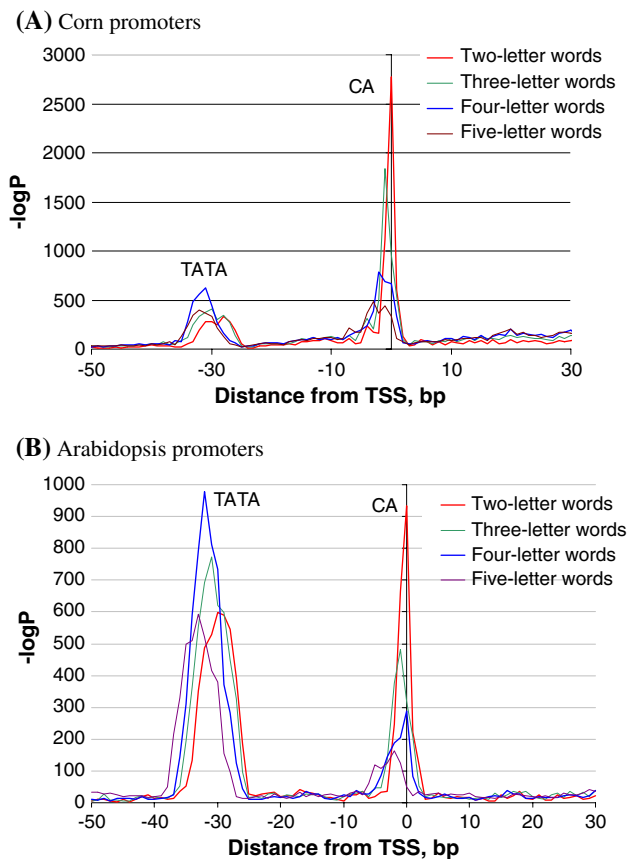 (A) Corn promoters
3000
2500
2000
1500
1000
500
0
-logP
TATA
CA
Two-letter words
Three-letter words
Four-letter words
Five-letter words
-50 -30 -10 10 30
Distance from TSS, bp
(B) Arabidopsis promoters
1000
900
800
700
600
500
400
300
200
100
0
-logP
TATA
CA
Two-letter words
Three-letter words
Four-letter words
Five-letter words
-50 -40 -30 -20 -10 0 10 20 30
Distance from TSS, bp